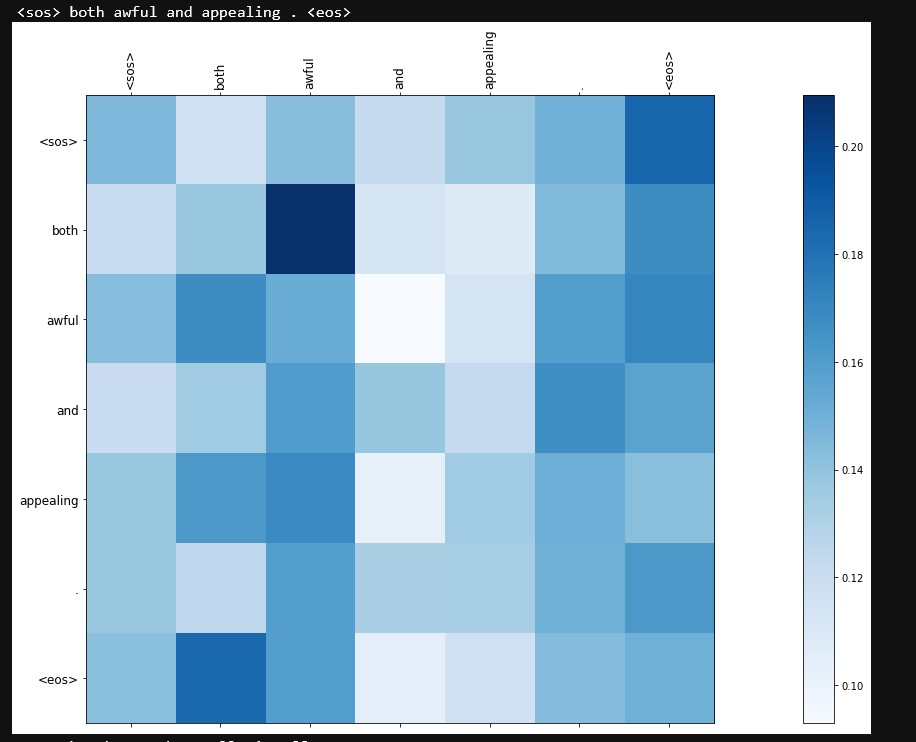 <sos> both awful and appealing . <eos>
<sos>
both
awful
and
appealing
.
<eos>
<sos>
both
awful
and
appealing
.
<eos>
0.20
0.18
0.16
0.14
0.12
0.10